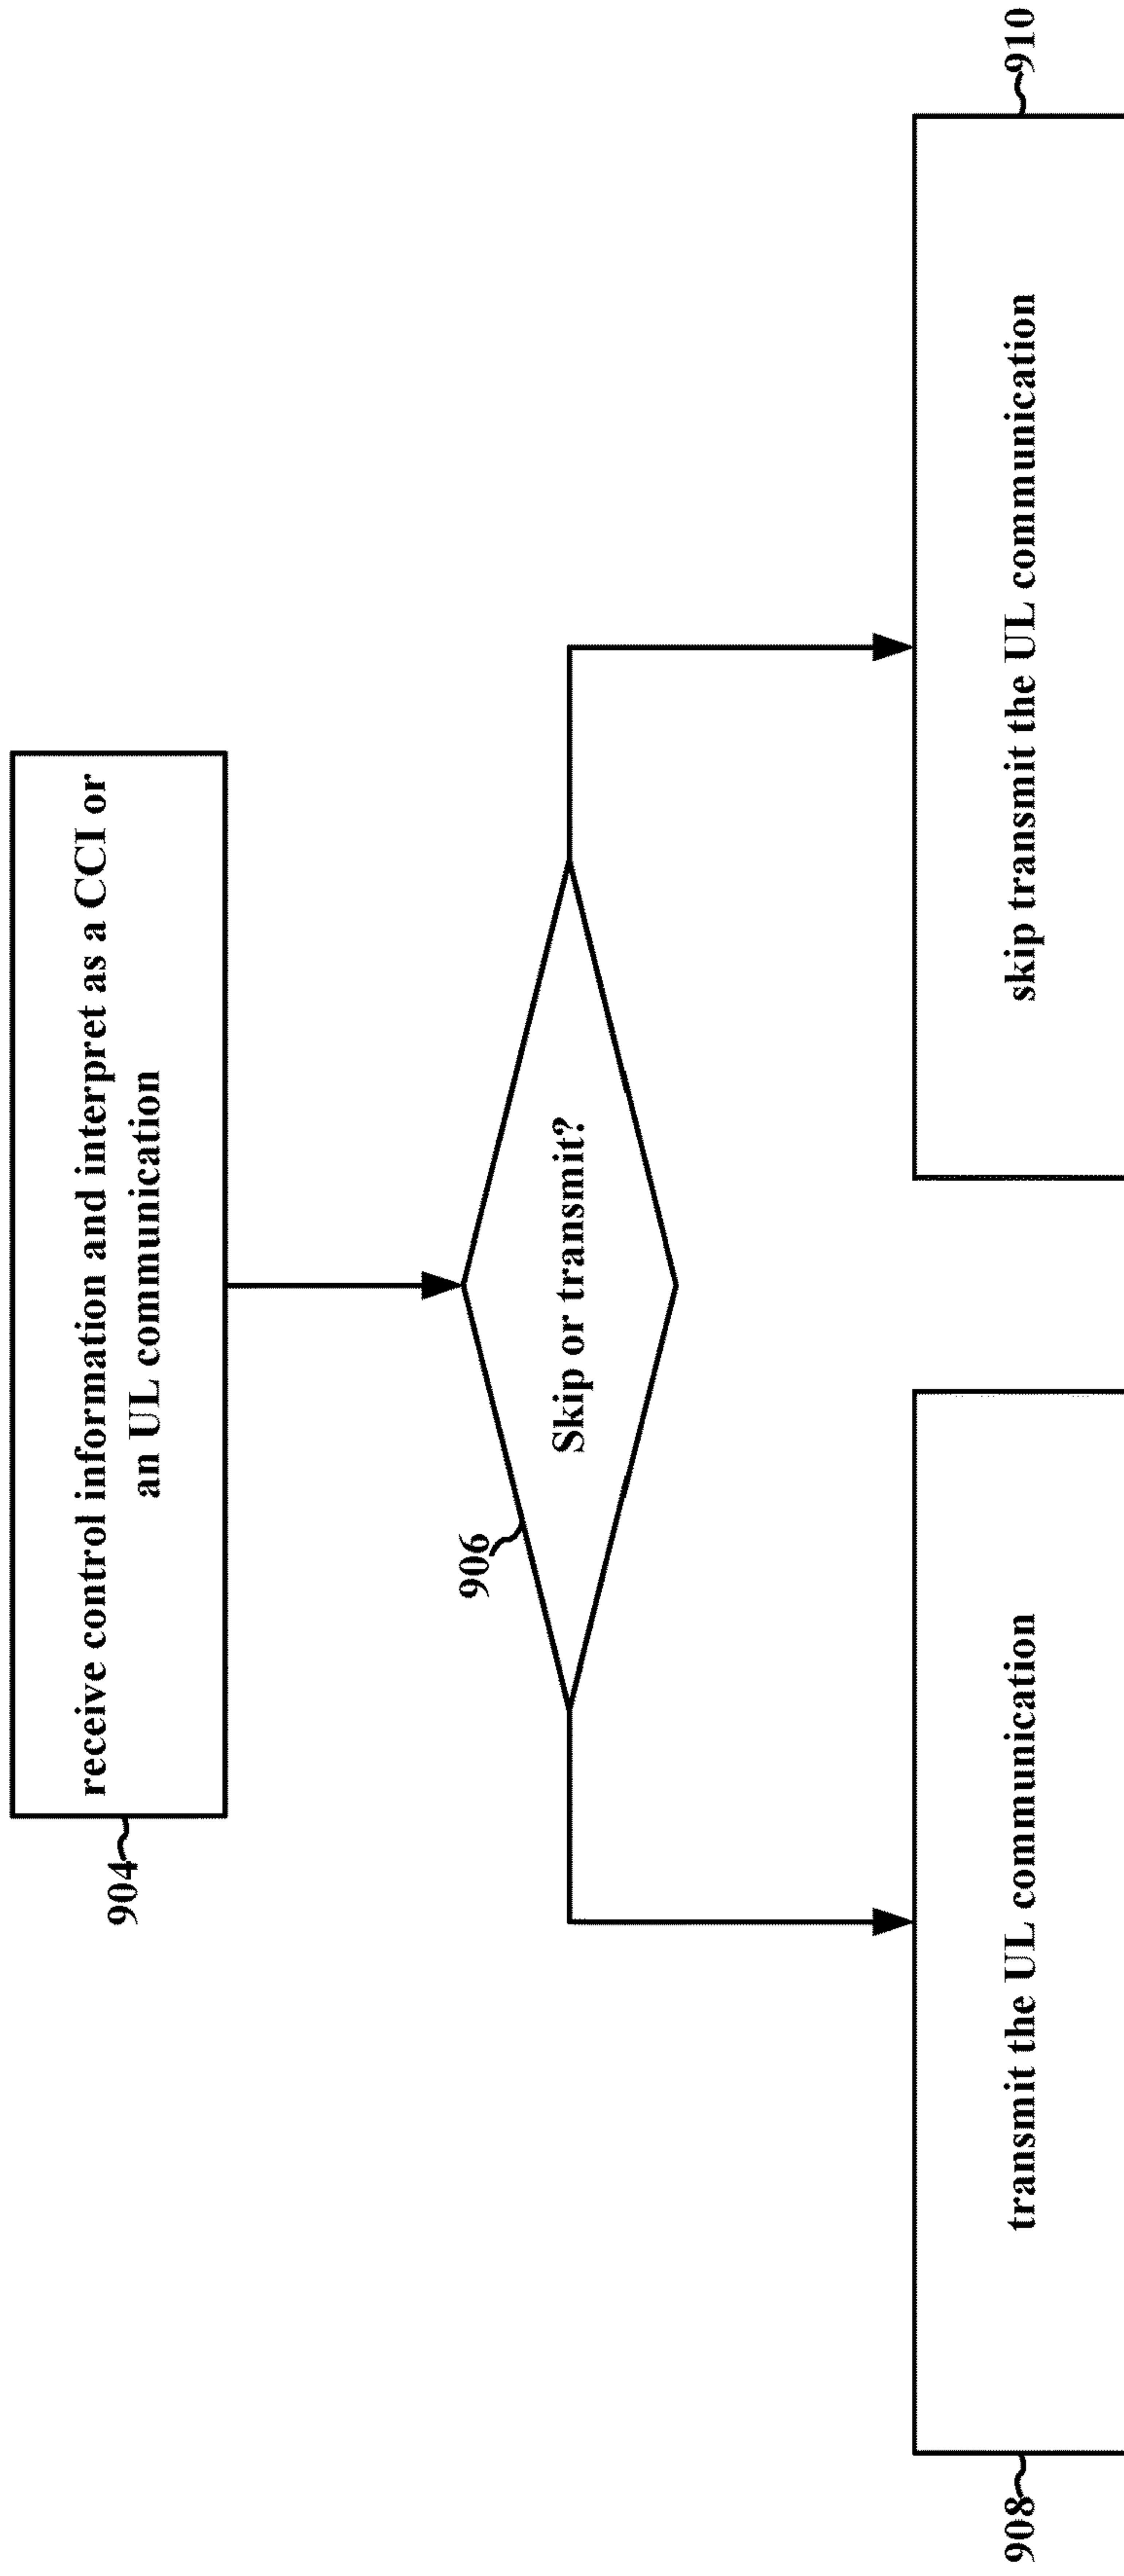 904
receive control information and interpret as a CCI or
an UL communication
906
Skip or transmit?
908
transmit the UL communication
skip transmit the UL communication
910